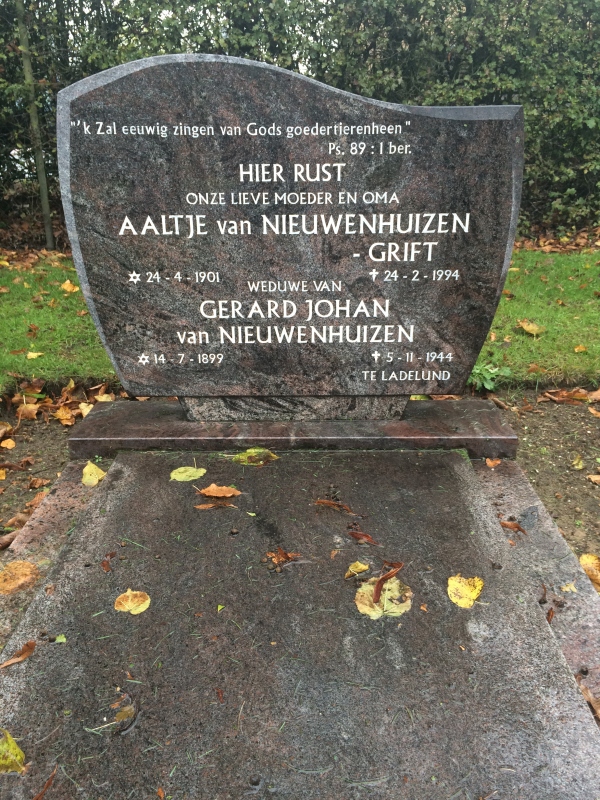 "'k Zal eeuwig zingen van Gods goedertierenheen"
Ps. 89 : 1 ber.
HIER RUST
ONZE LIEVE MOEDER EN OMA
AALTJE van NIEUWENHUIZEN
- GRIFT
✡ 24 - 4 - 1901 ✝ 24 - 2 - 1994
WEDUWE VAN
GERARD JOHAN
van NIEUWENHUIZEN
✡ 14 - 7 - 1899 ✝ 5 - 11 - 1944
TE LADELUND